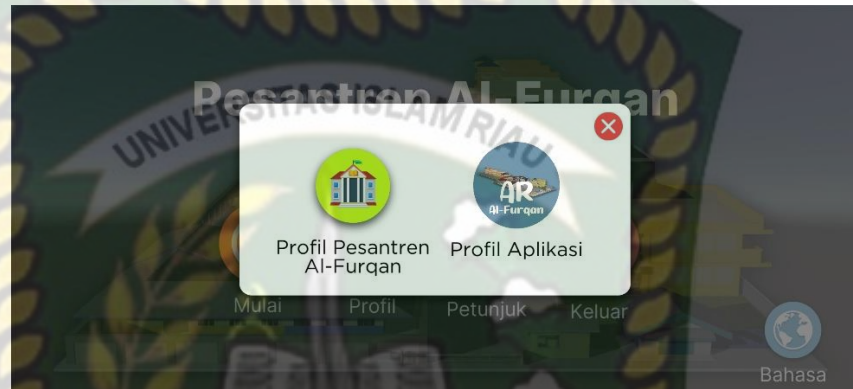 Pesantren Al-Furqan
UNIVERSITAS ISLAM RIAU
AR
Al-Furqan
Profil Pesantren
Al-Furqan
Profil Aplikasi
Mulai
Profil
Petunjuk
Keluar
Bahasa